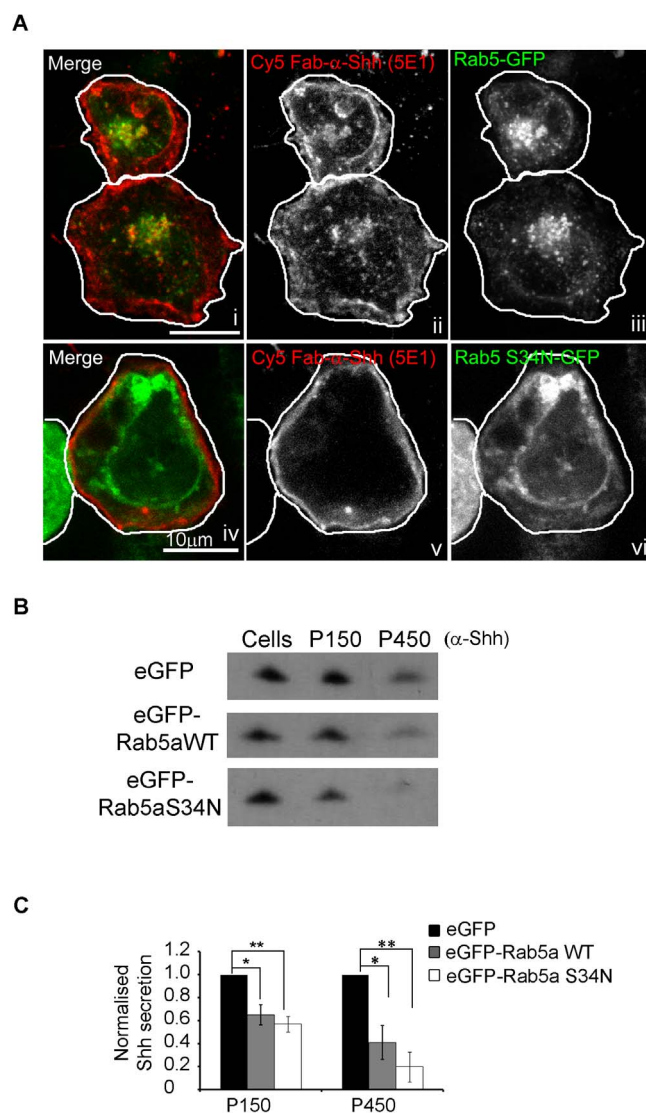 A
Merge
Cy5 Fab-α-Shh (5E1)
Rab5-GFP
i
ii
iii
Merge
Cy5 Fab-α-Shh (5E1)
Rab5 S34N-GFP
iv
10μm
v
vi
B
Cells P150 P450 (α-Shh)
eGFP
eGFP-
Rab5aWT
eGFP-
Rab5aS34N
C
eGFP
eGFP-Rab5a WT
eGFP-Rab5a S34N
Normalised
Shh secretion
1.2
1
0.8
0.6
0.4
0.2
0
**
*
**
*
P150
P450